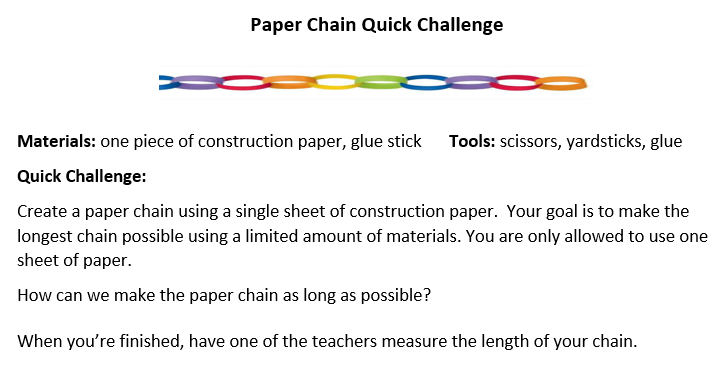 Paper Chain Quick Challenge
Materials: one piece of construction paper, glue stick Tools: scissors, yardsticks, glue
Quick Challenge:
Create a paper chain using a single sheet of construction paper. Your goal is to make the
longest chain possible using a limited amount of materials. You are only allowed to use one
sheet of paper.
How can we make the paper chain as long as possible?
When you’re finished, have one of the teachers measure the length of your chain.